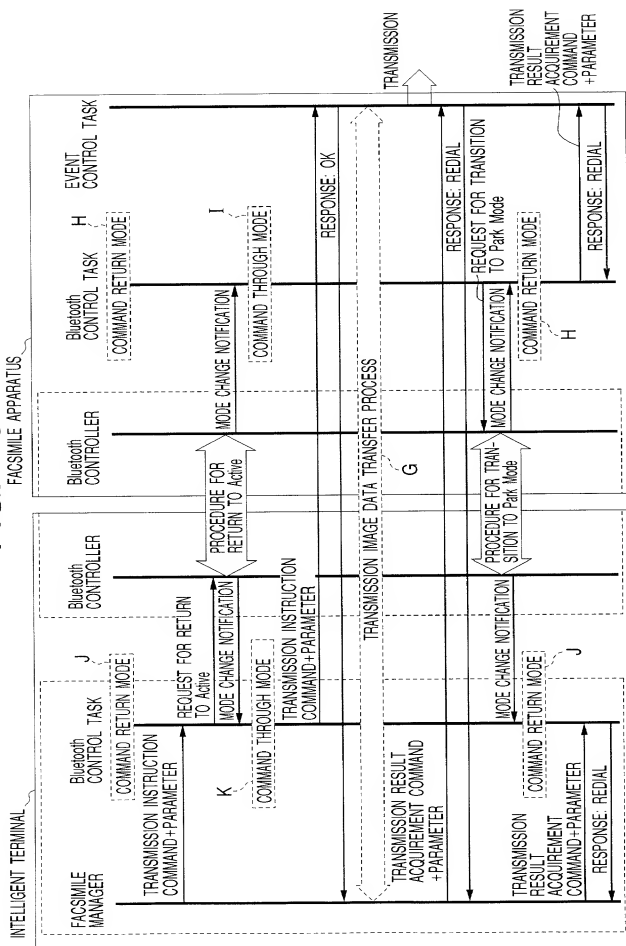 INTELLIGENT TERMINAL
FACSIMILE APPARATUS
FACSIMILE
MANAGER
Bluetooth
CONTROL TASK
Bluetooth
CONTROLLER
Bluetooth
CONTROLLER
Bluetooth
CONTROL TASK
EVENT
CONTROL TASK
COMMAND RETURN MODE
J
COMMAND RETURN MODE
H
TRANSMISSION INSTRUCTION
COMMAND+PARAMETER
REQUEST FOR RETURN
TO Active
MODE CHANGE NOTIFICATION
PROCEDURE FOR
RETURN TO Active
MODE CHANGE NOTIFICATION
K
COMMAND THROUGH MODE
COMMAND THROUGH MODE
I
TRANSMISSION INSTRUCTION
COMMAND+PARAMETER
RESPONSE: OK
TRANSMISSION IMAGE DATA TRANSFER PROCESS
G
TRANSMISSION
TRANSMISSION RESULT
ACQUIREMENT COMMAND
+PARAMETER
RESPONSE: REDIAL
REQUEST FOR TRANSITION
TO Park Mode
MODE CHANGE NOTIFICATION
PROCEDURE FOR TRAN-
SITION TO Park Mode
MODE CHANGE NOTIFICATION
COMMAND RETURN MODE
J
COMMAND RETURN MODE
H
TRANSMISSION
RESULT
ACQUIREMENT
COMMAND+PARAMETER
RESPONSE: REDIAL
TRANSMISSION
RESULT
ACQUIREMENT
COMMAND
+PARAMETER
RESPONSE: REDIAL